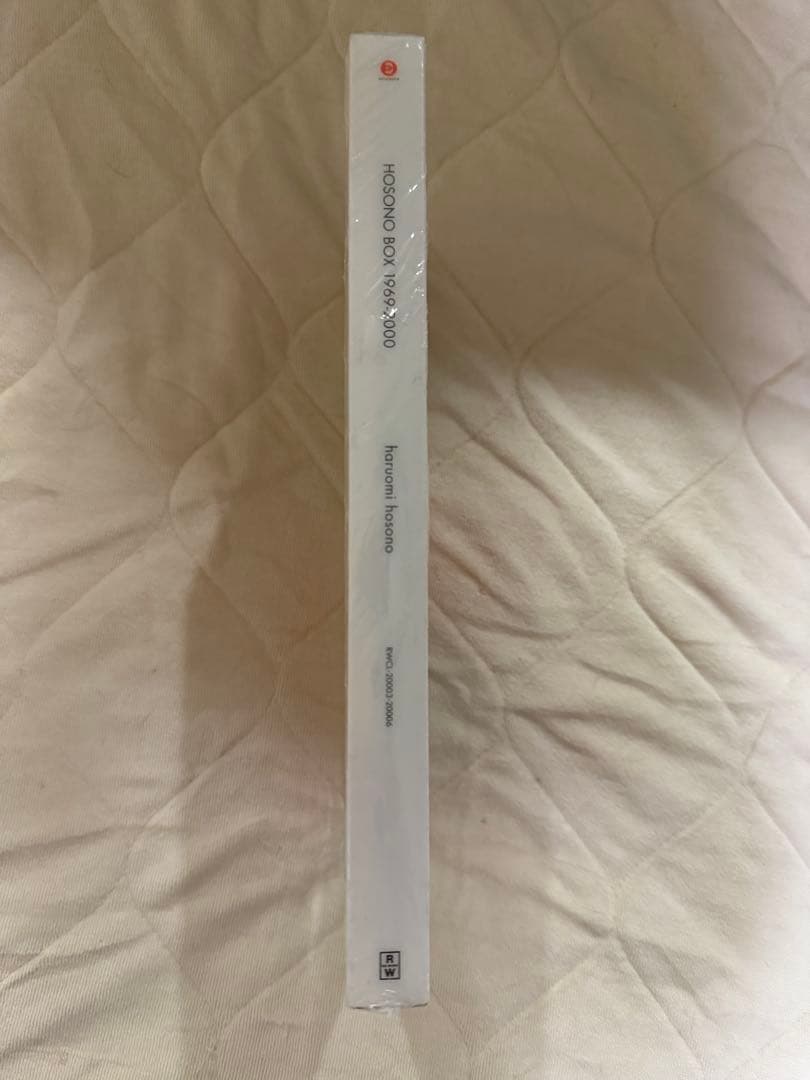 HOSONO BOX 1969-2000
haruomi hosono
RWCL-20003-20006
R
W